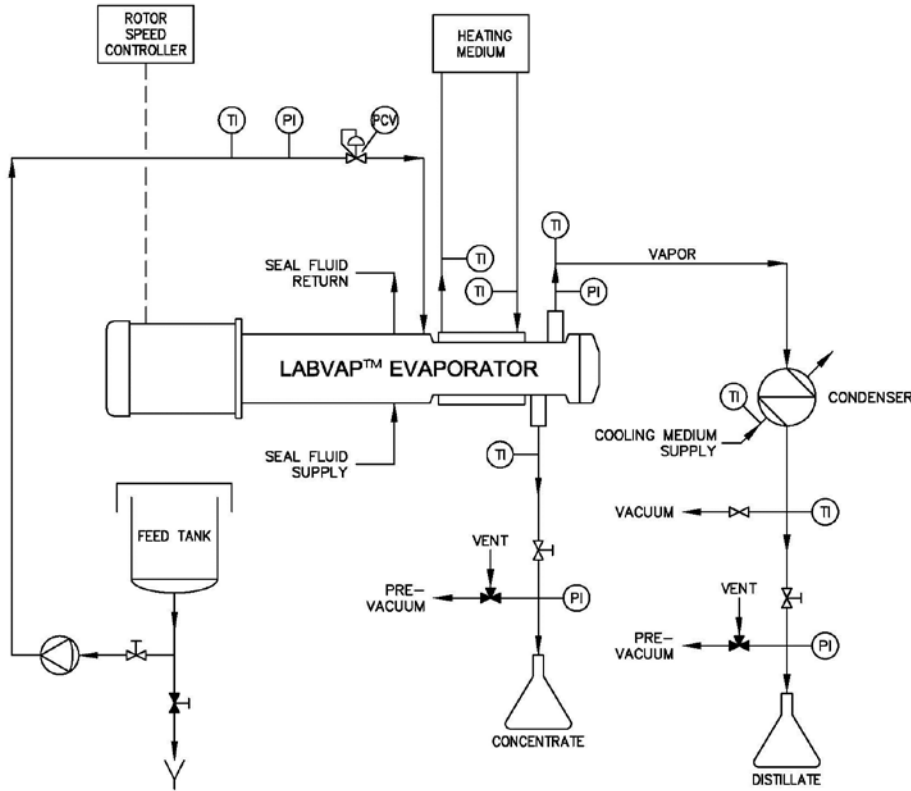 ROTOR
SPEED
CONTROLLER
HEATING
MEDIUM
TI
PI
PCV
TI
TI
VAPOR
SEAL FLUID
RETURN
TI
PI
LABVAP™ EVAPORATOR
TI
CONDENSER
COOLING MEDIUM
SUPPLY
SEAL FLUID
SUPPLY
TI
FEED TANK
VACUUM
TI
VENT
PRE-
VACUUM
PI
VENT
PRE-
VACUUM
PI
CONCENTRATE
DISTILLATE